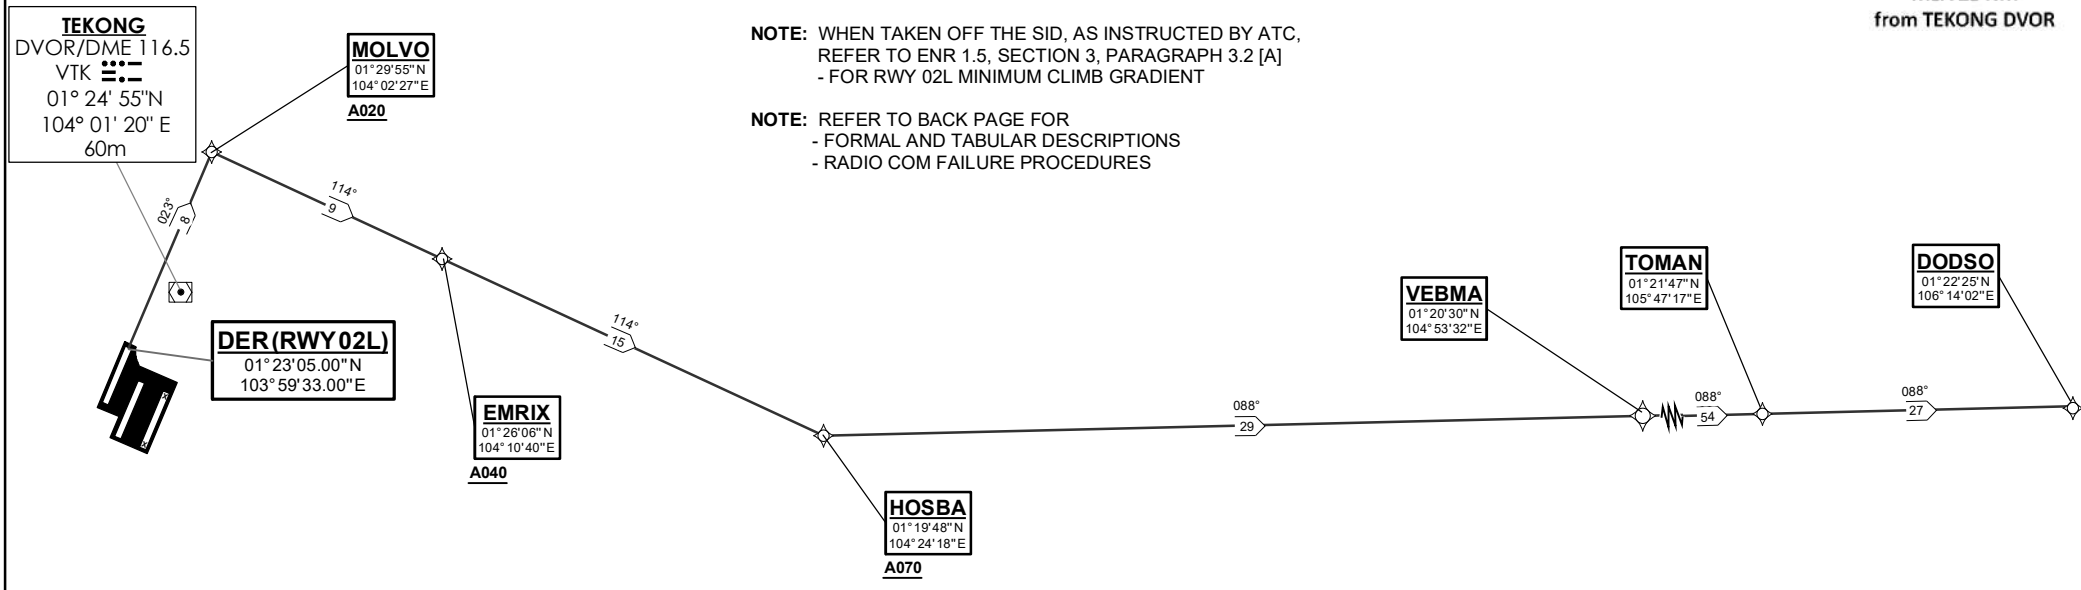 TEKONG
DVOR/DME 116.5
VTK
01° 24' 55"N
104° 01' 20" E
60m
MOLVO
01°29'55"N
104°02'27"E
A020
NOTE: WHEN TAKEN OFF THE SID, AS INSTRUCTED BY ATC,
REFER TO ENR 1.5, SECTION 3, PARAGRAPH 3.2 [A]
- FOR RWY 02L MINIMUM CLIMB GRADIENT
NOTE: REFER TO BACK PAGE FOR
- FORMAL AND TABULAR DESCRIPTIONS
- RADIO COM FAILURE PROCEDURES
from TEKONG DVOR
023°
8
114°
9
DER (RWY 02L)
01°23'05.00"N
103°59'33.00"E
EMRIX
01°26'06"N
104°10'40"E
A040
114°
15
HOSBA
01°19'48"N
104°24'18"E
A070
088°
29
VEBMA
01°20'30"N
104°53'32"E
088°
54
TOMAN
01°21'47"N
105°47'17"E
088°
27
DODSO
01°22'25"N
106°14'02"E